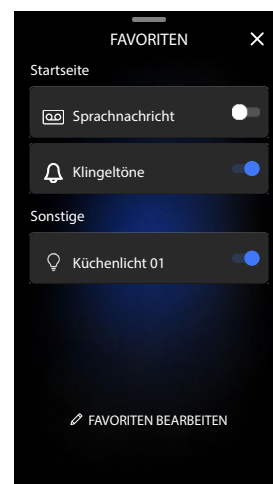 FAVORITEN
Startseite
Sprachnachricht
Klingeltöne
Sonstige
Küchenlicht 01
FAVORITEN BEARBEITEN